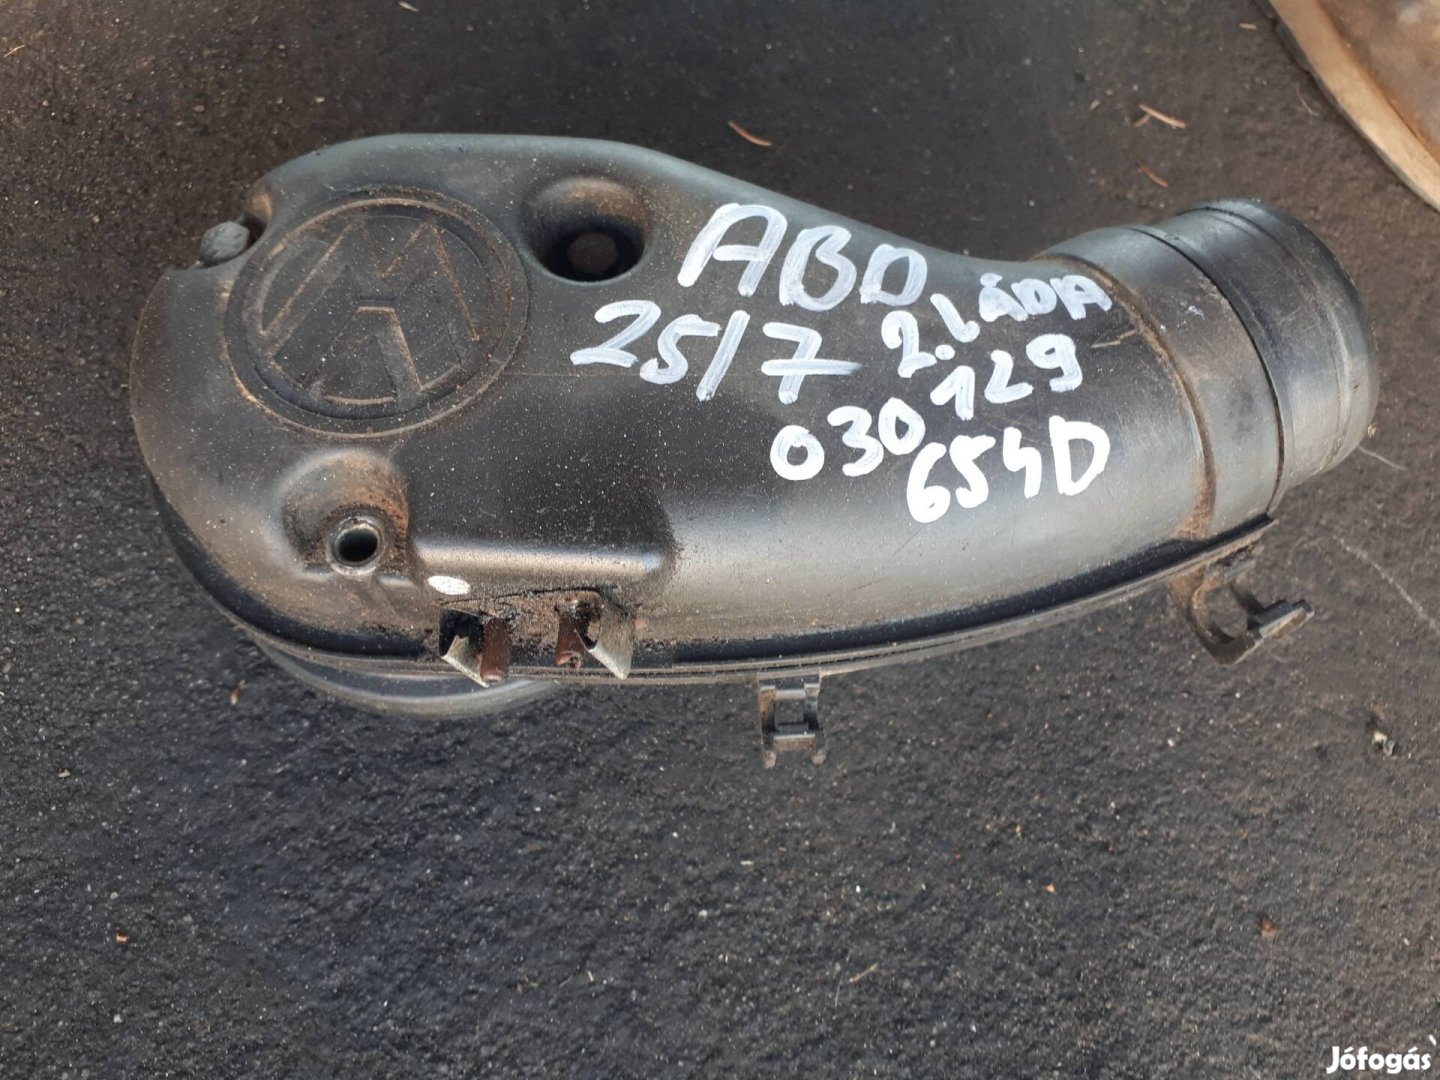 ABD
25/7 2. LÁDA
030 129
654D
Jófogás